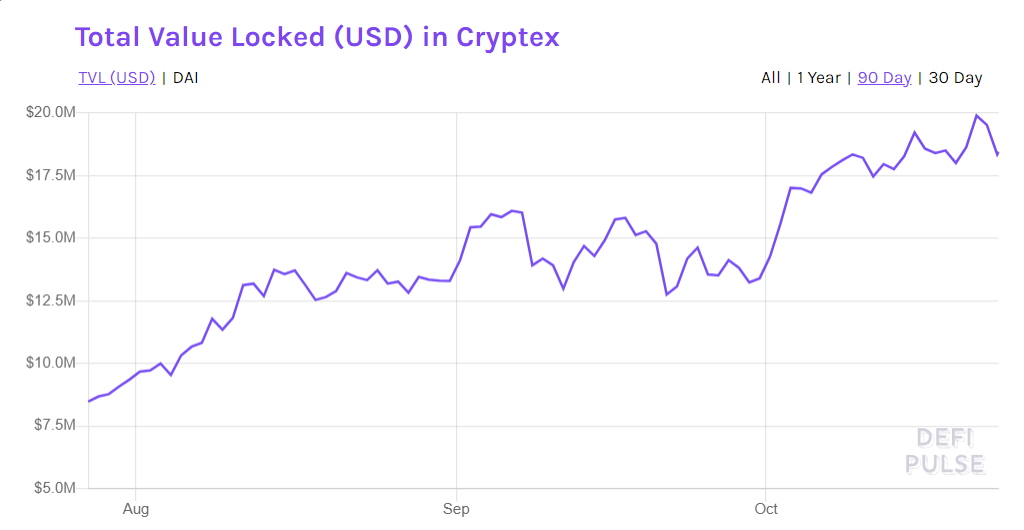 Total Value Locked (USD) in Cryptex
TVL (USD) | DAI
All | 1 Year | 90 Day | 30 Day
$20.0M
$17.5M
$15.0M
$12.5M
$10.0M
$7.5M
$5.0M
DEFI
PULSE
Aug
Sep
Oct